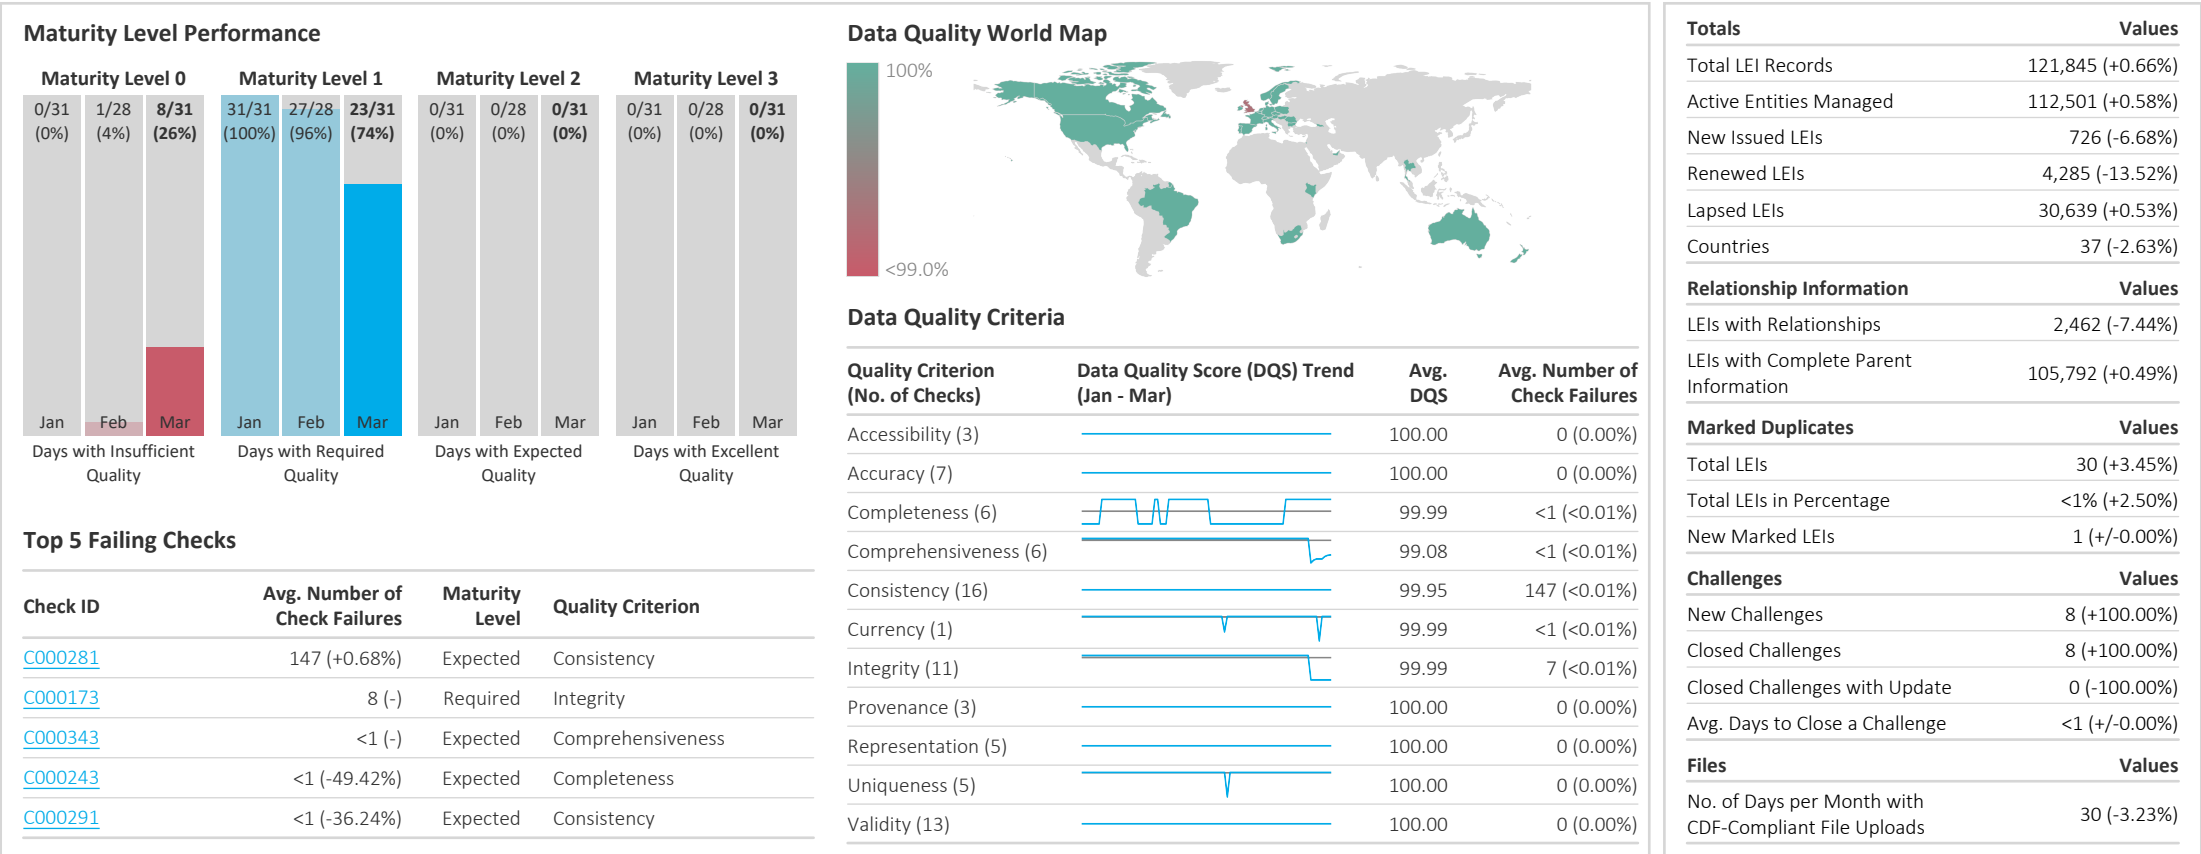 Maturity Level Performance
Maturity Level 0
0/31
(0%)
1/28
(4%)
8/31
(26%)
Jan
Feb
Mar
Days with Insufficient
Quality
Maturity Level 1
31/31
(100%)
27/28
(96%)
23/31
(74%)
Jan
Feb
Mar
Days with Required
Quality
Maturity Level 2
0/31
(0%)
0/28
(0%)
0/31
(0%)
Jan
Feb
Mar
Days with Expected
Quality
Maturity Level 3
0/31
(0%)
0/28
(0%)
0/31
(0%)
Jan
Feb
Mar
Days with Excellent
Quality
Top 5 Failing Checks
Check ID Avg. Number of Check Failures Maturity Level Quality Criterion
C000281 147 (+0.68%) Expected Consistency
C000173 8 (-) Required Integrity
C000343 <1 (-) Expected Comprehensiveness
C000243 <1 (-49.42%) Expected Completeness
C000291 <1 (-36.24%) Expected Consistency
Data Quality World Map
100%
<99.0%
Data Quality Criteria
Quality Criterion (No. of Checks) Data Quality Score (DQS) Trend (Jan - Mar) Avg. DQS Avg. Number of Check Failures
Accessibility (3) 100.00 0 (0.00%)
Accuracy (7) 100.00 0 (0.00%)
Completeness (6) 99.99 <1 (<0.01%)
Comprehensiveness (6) 99.08 <1 (<0.01%)
Consistency (16) 99.95 147 (<0.01%)
Currency (1) 99.99 <1 (<0.01%)
Integrity (11) 99.99 7 (<0.01%)
Provenance (3) 100.00 0 (0.00%)
Representation (5) 100.00 0 (0.00%)
Uniqueness (5) 100.00 0 (0.00%)
Validity (13) 100.00 0 (0.00%)
Totals Values
Total LEI Records 121,845 (+0.66%)
Active Entities Managed 112,501 (+0.58%)
New Issued LEIs 726 (-6.68%)
Renewed LEIs 4,285 (-13.52%)
Lapsed LEIs 30,639 (+0.53%)
Countries 37 (-2.63%)
Relationship Information Values
LEIs with Relationships 2,462 (-7.44%)
LEIs with Complete Parent
Information 105,792 (+0.49%)
Marked Duplicates Values
Total LEIs 30 (+3.45%)
Total LEIs in Percentage <1% (+2.50%)
New Marked LEIs 1 (+/-0.00%)
Challenges Values
New Challenges 8 (+100.00%)
Closed Challenges 8 (+100.00%)
Closed Challenges with Update 0 (-100.00%)
Avg. Days to Close a Challenge <1 (+/-0.00%)
Files Values
No. of Days per Month with
CDF-Compliant File Uploads 30 (-3.23%)